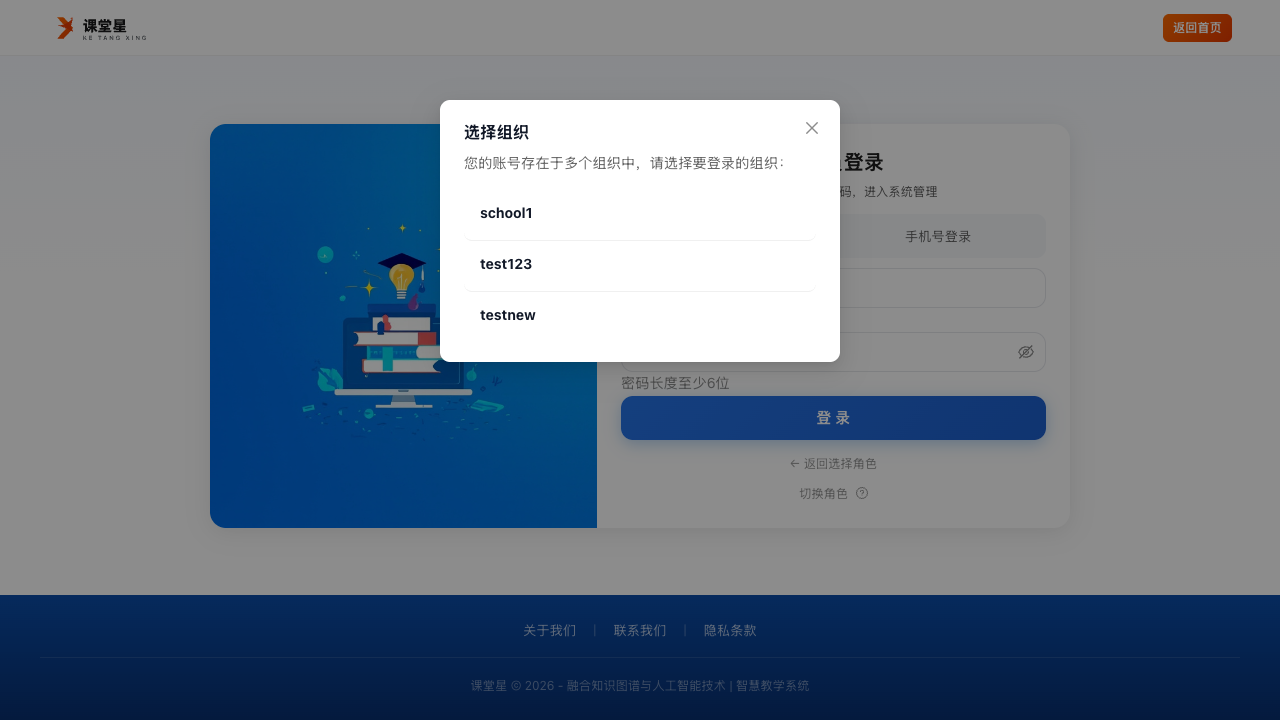 课堂星
KE TANG XING
返回首页
选择组织
您的账号存在于多个组织中，请选择要登录的组织：
school1
test123
testnew
登录
码，进入系统管理
手机号登录
密码长度至少6位
登 录
← 返回选择角色
切换角色
关于我们 | 联系我们 | 隐私条款
课堂星 © 2026 - 融合知识图谱与人工智能技术 | 智慧教学系统